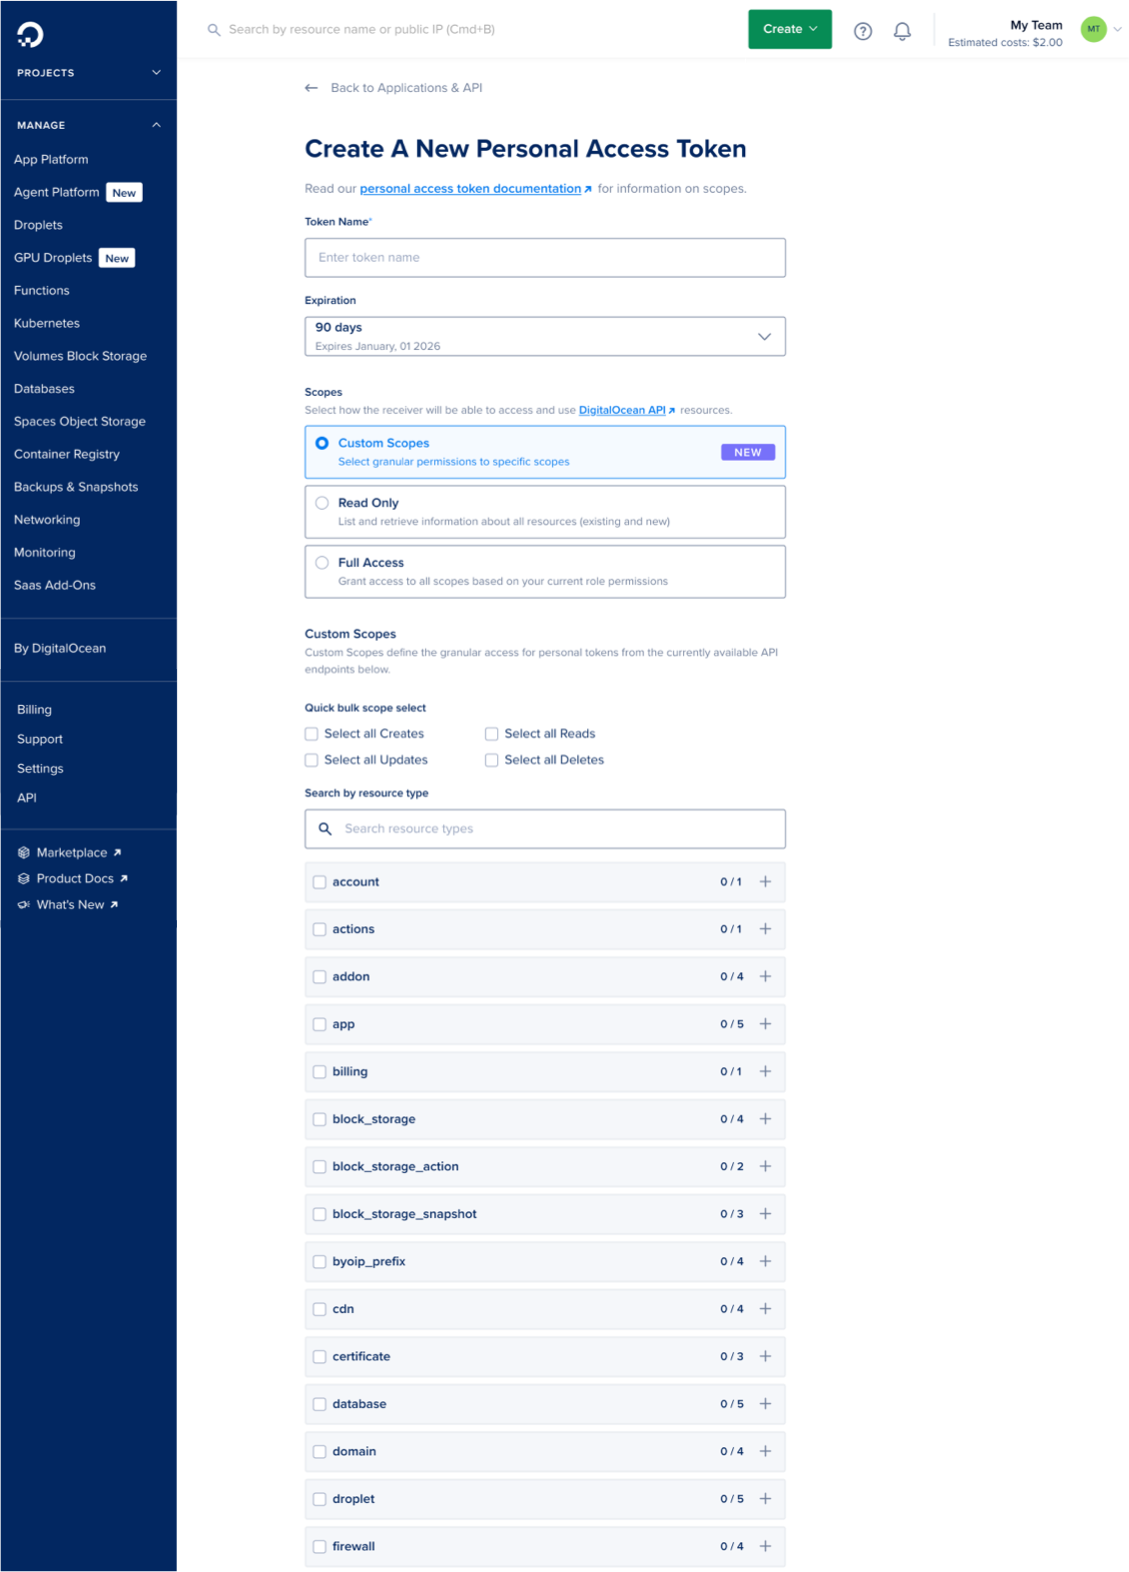 Search by resource name or public IP (Cmd+B)
Create
My Team
Estimated costs: $2.00
MT
PROJECTS
MANAGE
App Platform
Agent Platform New
Droplets
GPU Droplets New
Functions
Kubernetes
Volumes Block Storage
Databases
Spaces Object Storage
Container Registry
Backups & Snapshots
Networking
Monitoring
Saas Add-Ons
By DigitalOcean
Billing
Support
Settings
API
Marketplace
Product Docs
What's New
← Back to Applications & API
Create A New Personal Access Token
Read our personal access token documentation for information on scopes.
Token Name*
Enter token name
Expiration
90 days
Expires January, 01 2026
Scopes
Select how the receiver will be able to access and use DigitalOcean API resources.
Custom Scopes
NEW
Select granular permissions to specific scopes
Read Only
List and retrieve information about all resources (existing and new)
Full Access
Grant access to all scopes based on your current role permissions
Custom Scopes
Custom Scopes define the granular access for personal tokens from the currently available API
endpoints below.
Quick bulk scope select
Select all Creates Select all Reads
Select all Updates Select all Deletes
Search by resource type
Search resource types
account 0 / 1 +
actions 0 / 1 +
addon 0 / 4 +
app 0 / 5 +
billing 0 / 1 +
block_storage 0 / 4 +
block_storage_action 0 / 2 +
block_storage_snapshot 0 / 3 +
byoip_prefix 0 / 4 +
cdn 0 / 4 +
certificate 0 / 3 +
database 0 / 5 +
domain 0 / 4 +
droplet 0 / 5 +
firewall 0 / 4 +